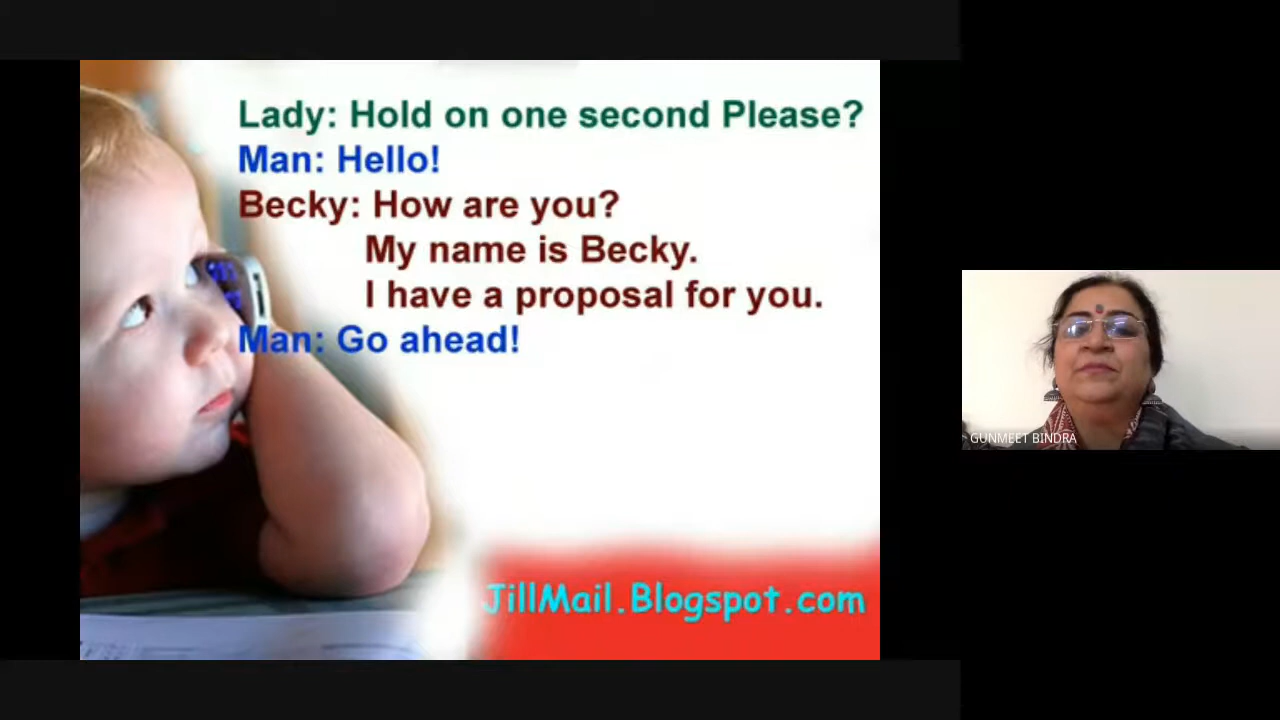 Lady: Hold on one second Please?
Man: Hello!
Becky: How are you?
My name is Becky.
I have a proposal for you.
Man: Go ahead!
JillMail.Blogspot.com
GUNMEET BINDRA